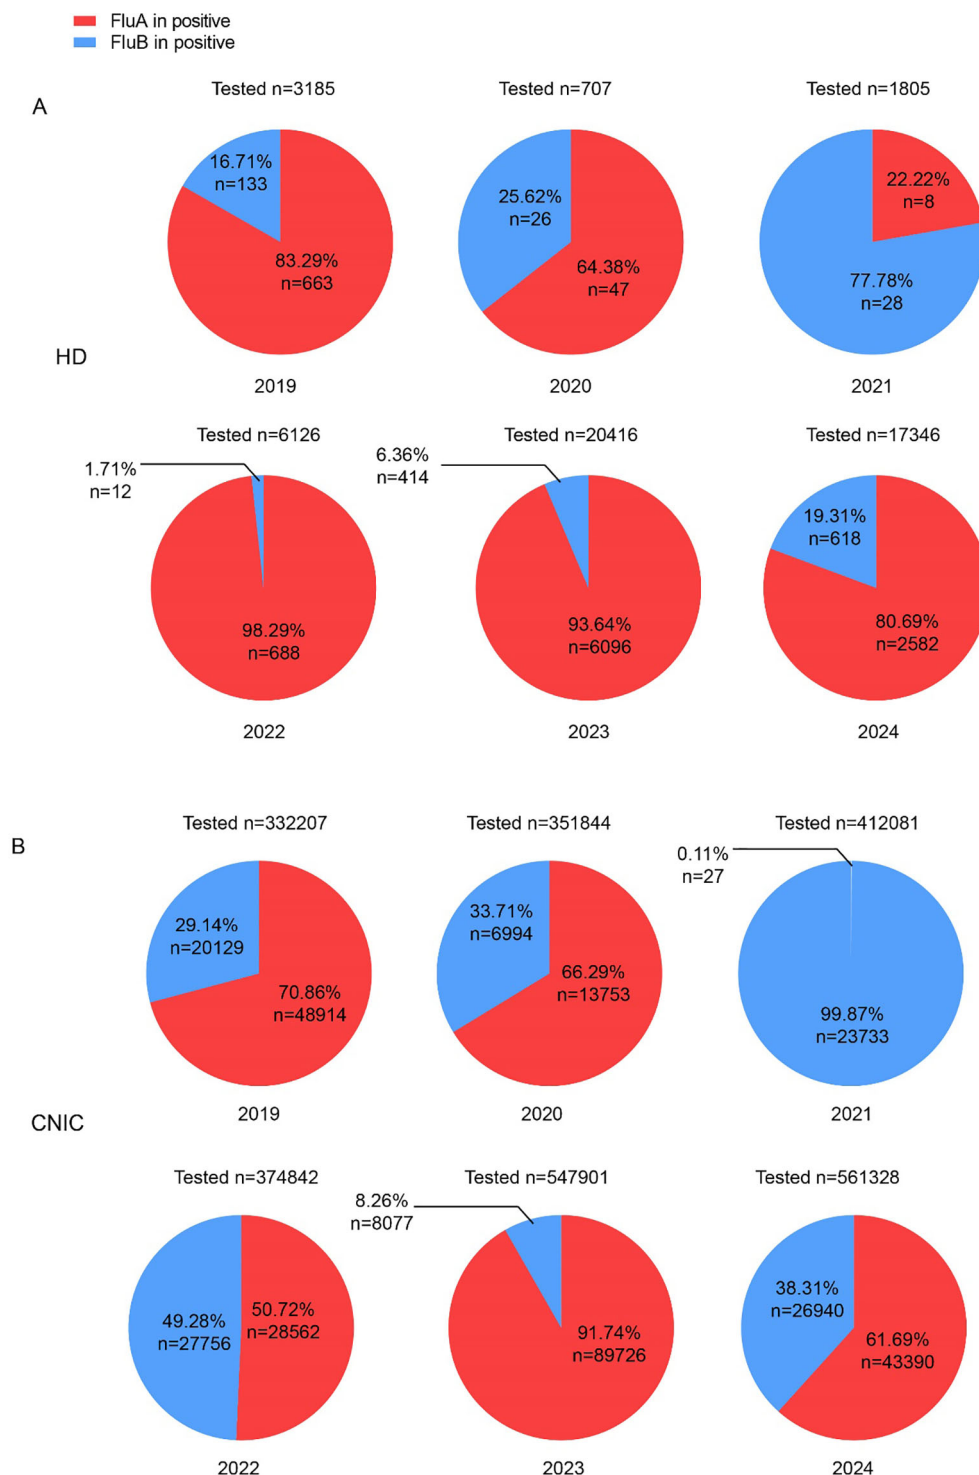 FluA in positive
FluB in positive
A
Tested n=3185
Tested n=707
Tested n=1805
16.71%
n=133
83.29%
n=663
25.62%
n=26
64.38%
n=47
22.22%
n=8
77.78%
n=28
HD
2019
2020
2021
Tested n=6126
Tested n=20416
Tested n=17346
1.71%
n=12
98.29%
n=688
6.36%
n=414
93.64%
n=6096
19.31%
n=618
80.69%
n=2582
2022
2023
2024
B
Tested n=332207
Tested n=351844
Tested n=412081
29.14%
n=20129
70.86%
n=48914
33.71%
n=6994
66.29%
n=13753
0.11%
n=27
99.87%
n=23733
2019
2020
2021
CNIC
Tested n=374842
Tested n=547901
Tested n=561328
49.28%
n=27756
50.72%
n=28562
8.26%
n=8077
91.74%
n=89726
38.31%
n=26940
61.69%
n=43390
2022
2023
2024